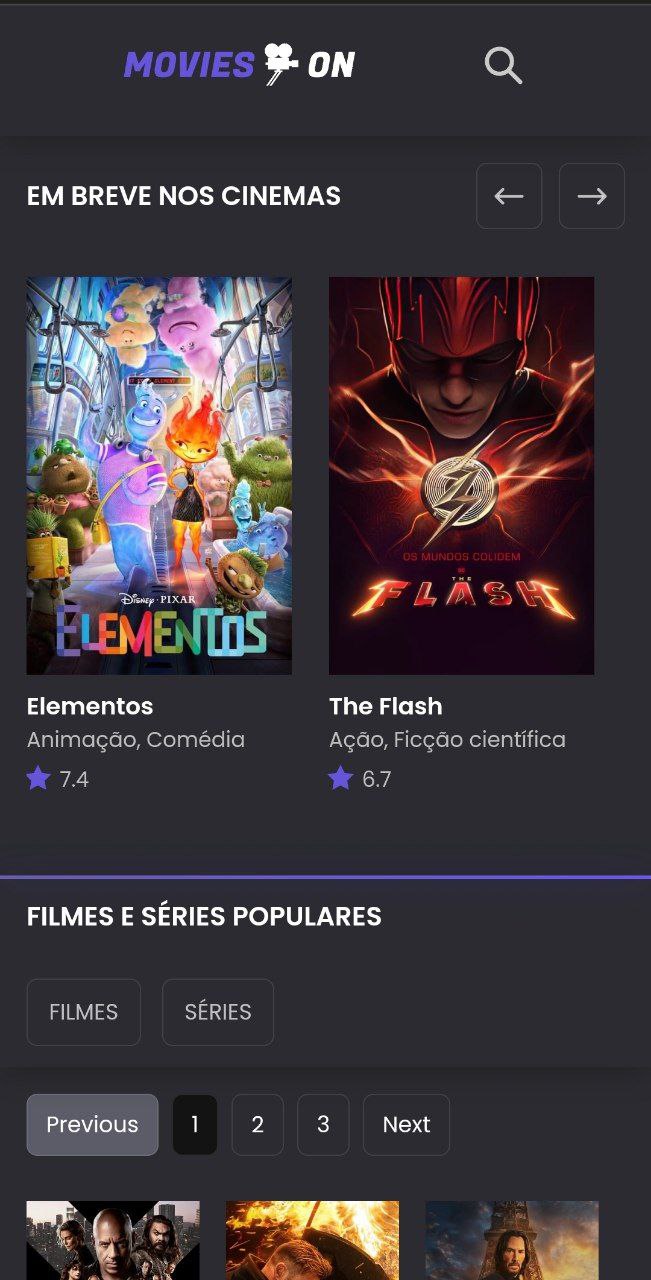 MOVIES ON
EM BREVE NOS CINEMAS
Disney · PIXAR
ELEMENTOS
OS MUNDOS COLIDEM
THE
FLASH
Elementos
Animação, Comédia
7.4
The Flash
Ação, Ficção científica
6.7
FILMES E SÉRIES POPULARES
FILMES
SÉRIES
Previous
1
2
3
Next